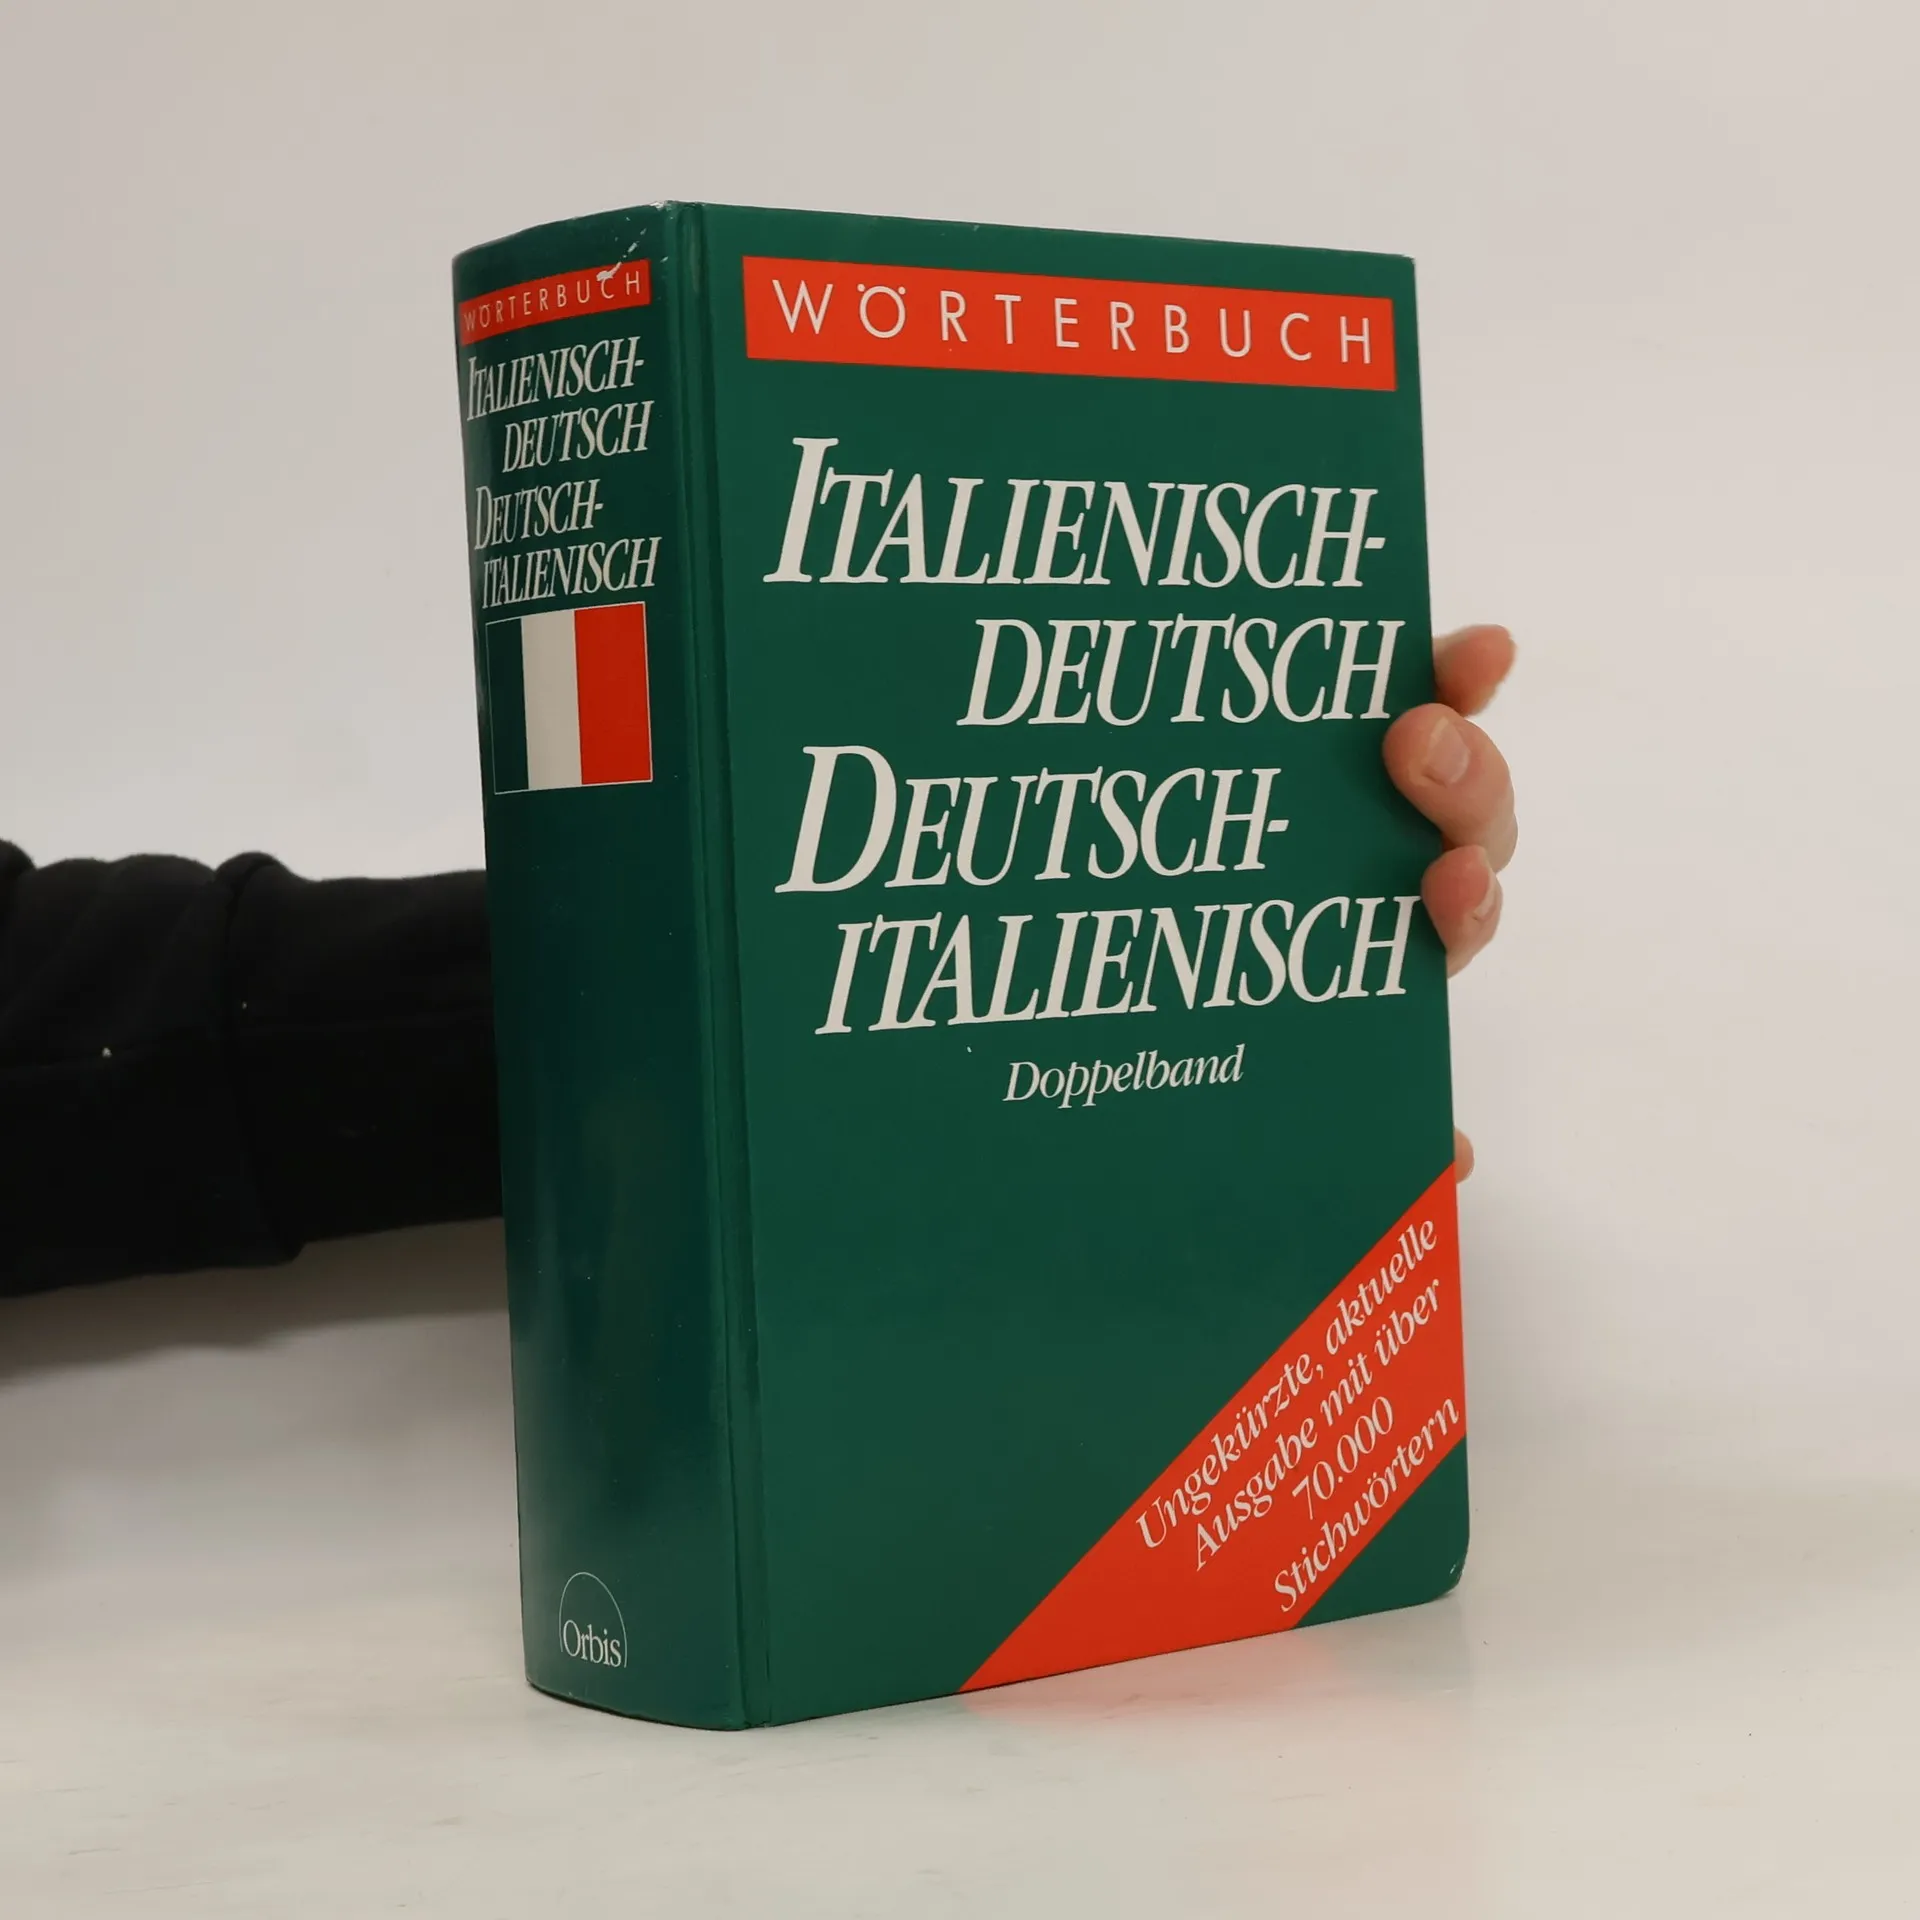 WÖRTERBUCH
ITALIENISCH-
DEUTSCH
DEUTSCH-
ITALIENISCH
Orbis
WÖRTERBUCH
ITALIENISCH-
DEUTSCH
DEUTSCH-
ITALIENISCH
Doppelband
Ungekürzte, aktuelle
Ausgabe mit über
70.000
Stichwörtern